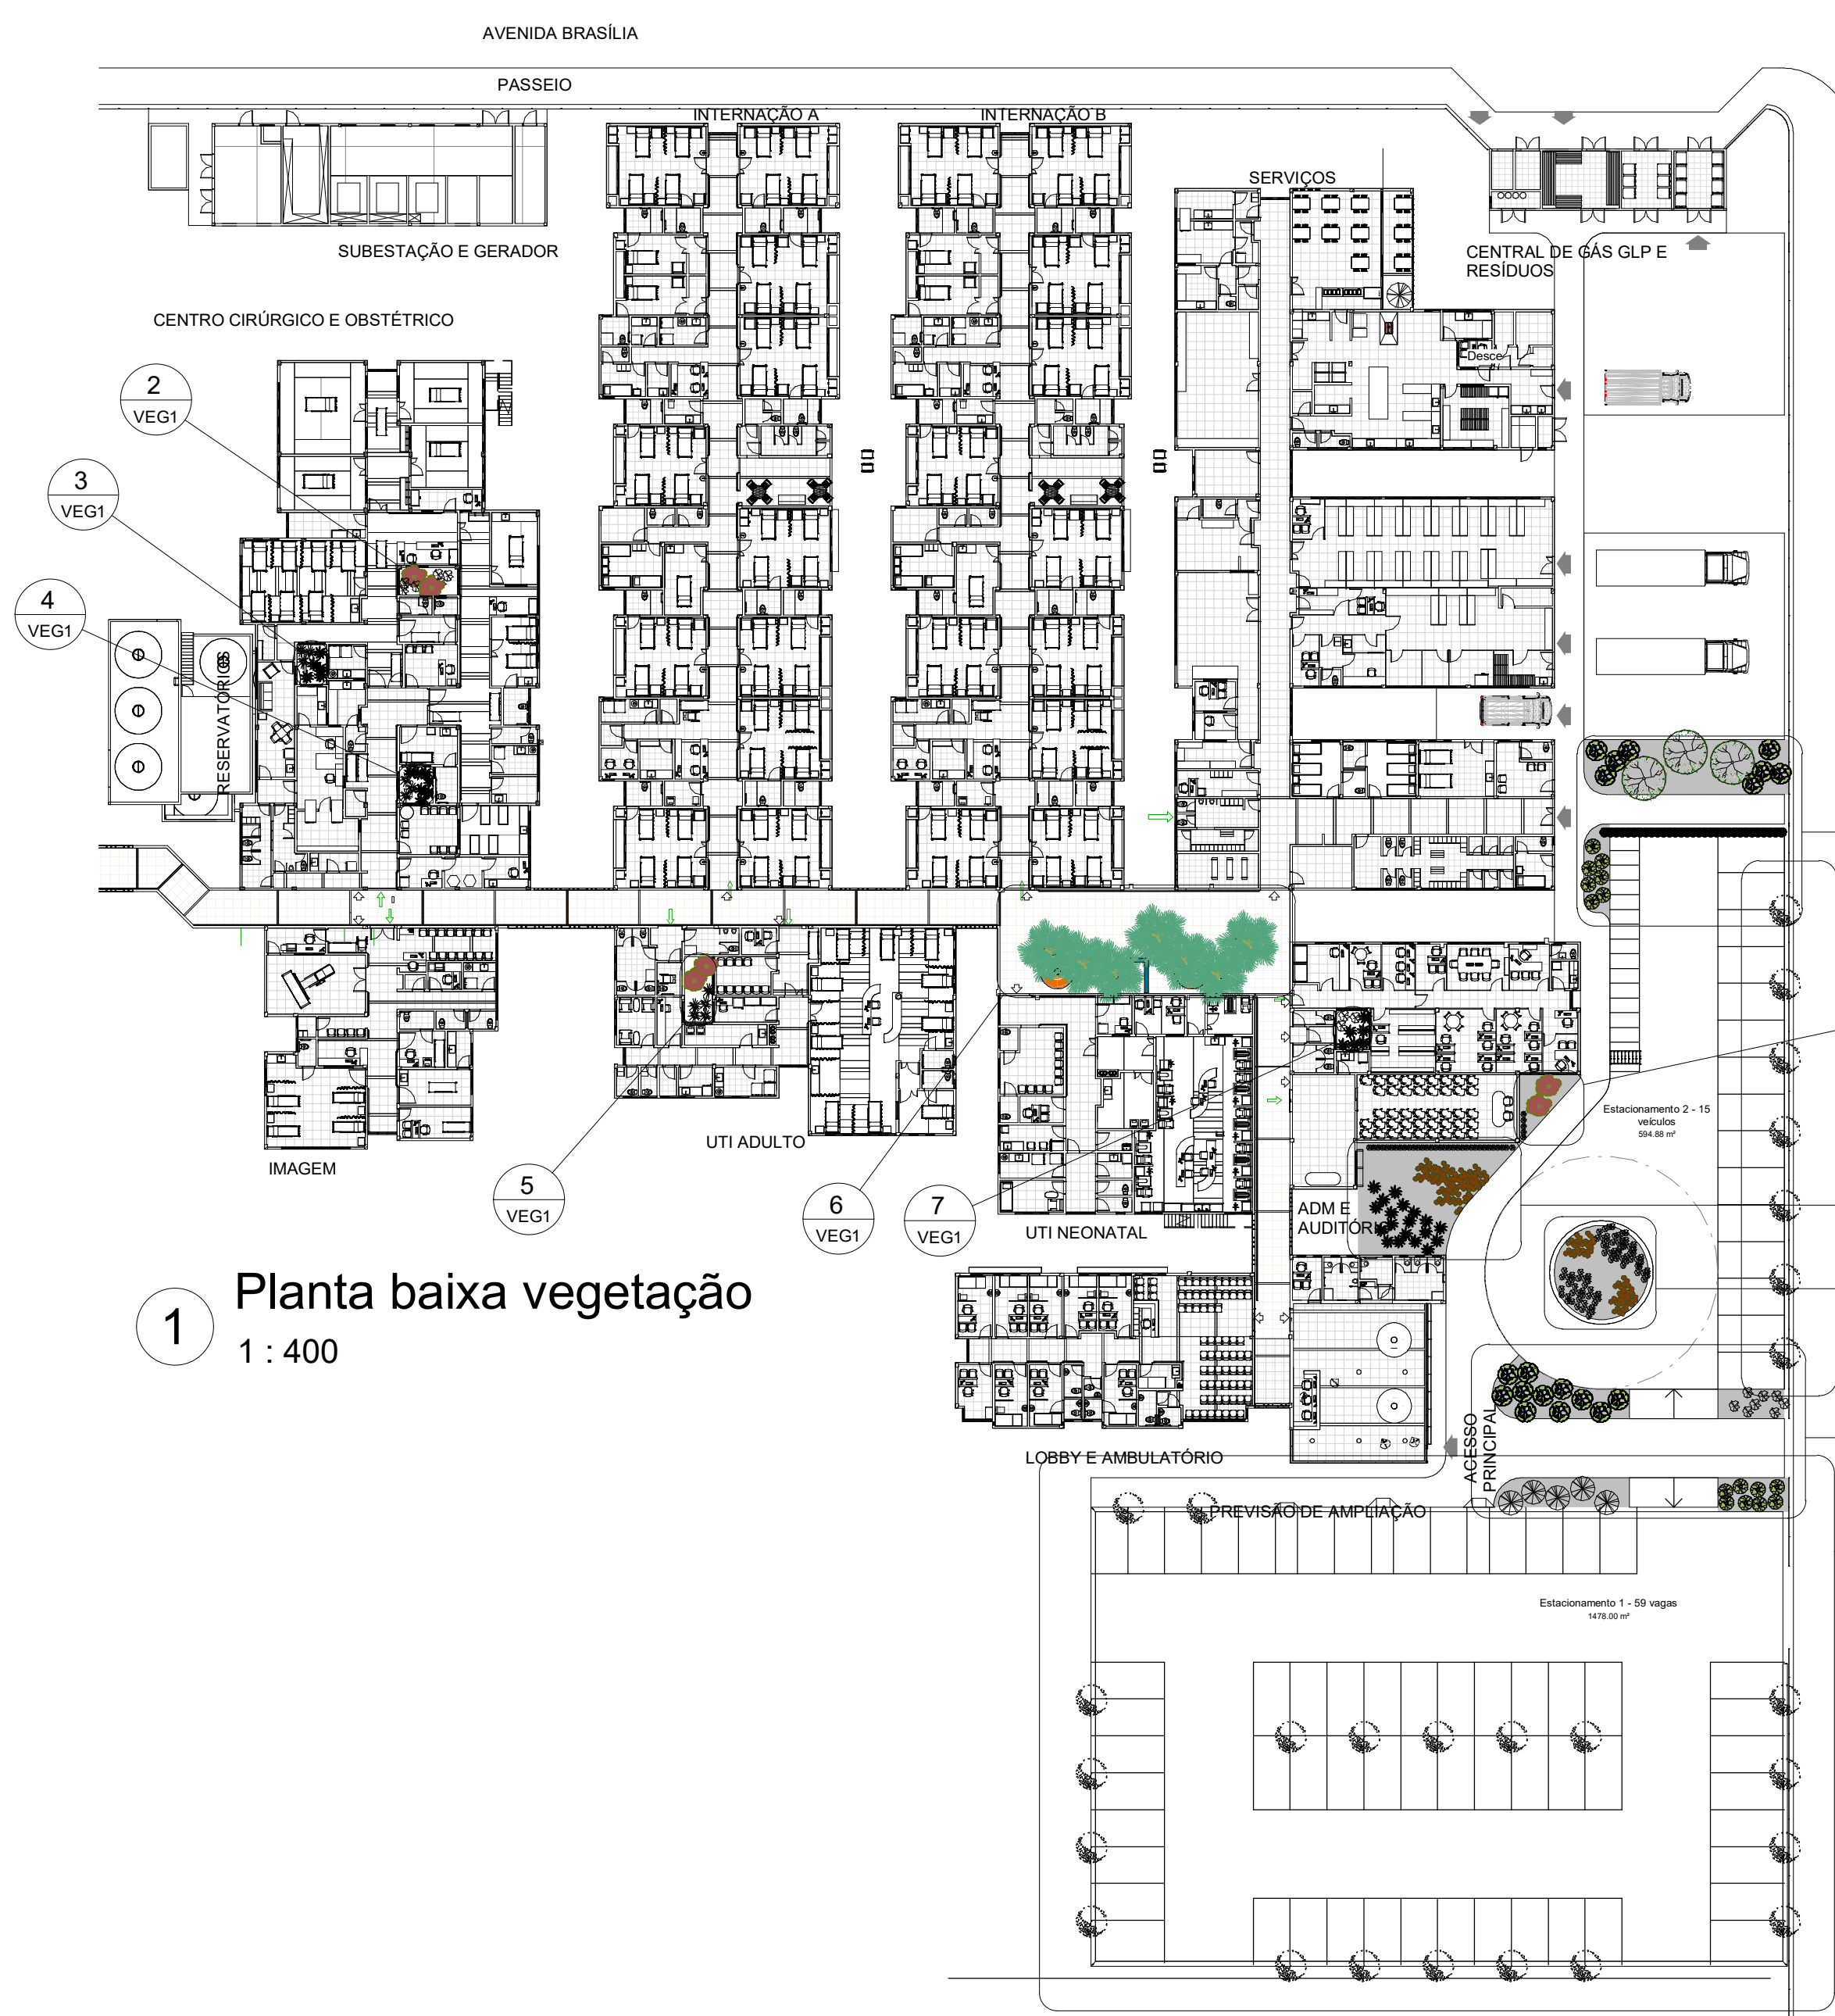 AVENIDA BRASÍLIA
PASSEIO
INTERNAÇÃO A
INTERNAÇÃO B
SERVIÇOS
SUBESTAÇÃO E GERADOR
CENTRAL DE GÁS GLP E
RESÍDUOS
CENTRO CIRÚRGICO E OBSTÉTRICO
Desce
2
VEG1
3
VEG1
4
VEG1
RESERVATÓRIOS
Estacionamento 2 - 15
veículos
594.88 m²
UTI ADULTO
IMAGEM
5
VEG1
6
VEG1
7
VEG1
UTI NEONATAL
ADM E
AUDITÓRIO
1
Planta baixa vegetação
1 : 400
ACESSO
PRINCIPAL
LOBBY E AMBULATÓRIO
PREVISÃO DE AMPLIAÇÃO
Estacionamento 1 - 59 vagas
1478.00 m²